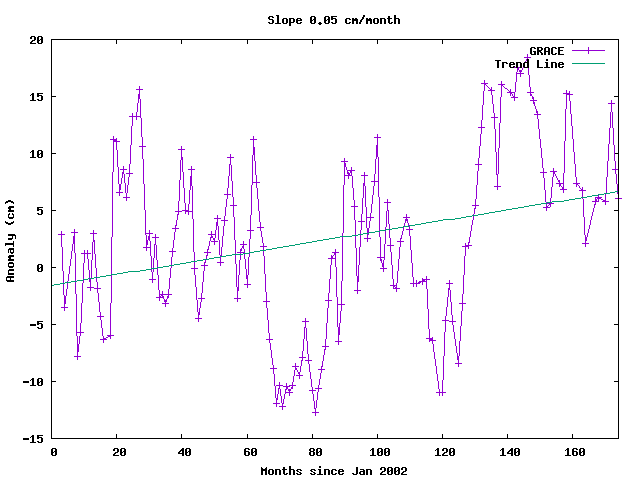 Slope 0.05 cm/month
GRACE
Trend Line
20
15
10
5
0
-5
-10
-15
Anomaly (cm)
0 20 40 60 80 100 120 140 160
Months since Jan 2002